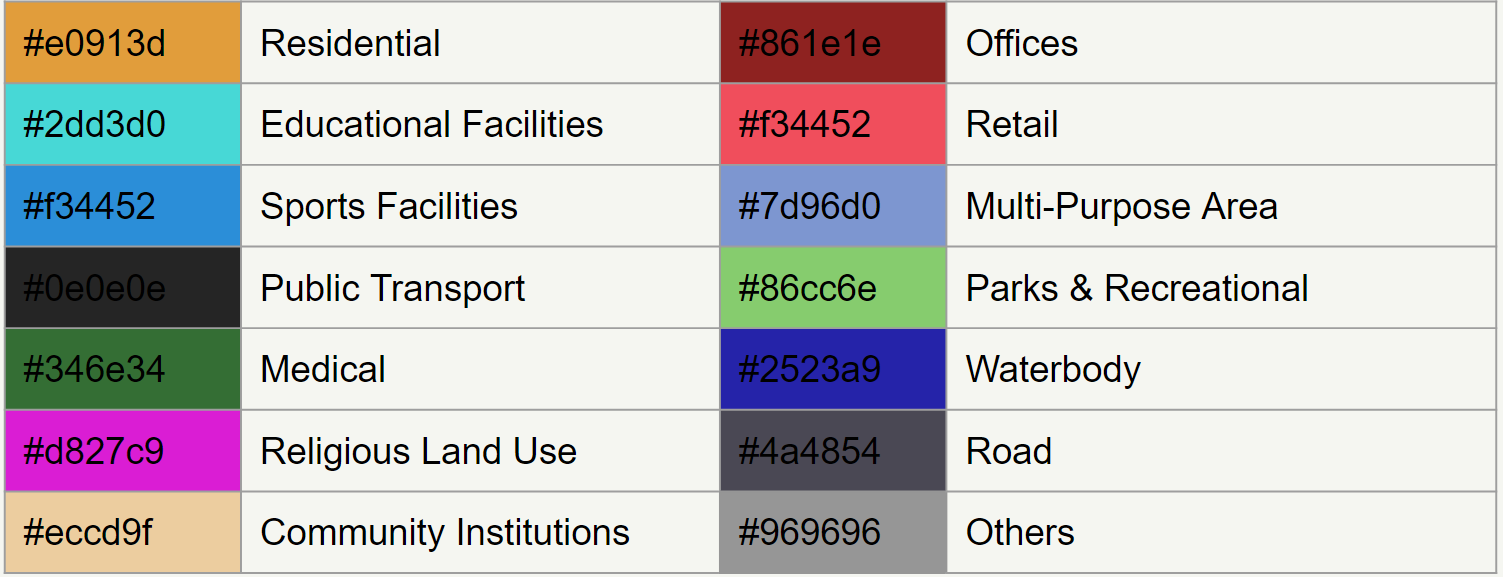 #e0913d Residential #861e1e Offices
#2dd3d0 Educational Facilities #f34452 Retail
#f34452 Sports Facilities #7d96d0 Multi-Purpose Area
#0e0e0e Public Transport #86cc6e Parks & Recreational
#346e34 Medical #2523a9 Waterbody
#d827c9 Religious Land Use #4a4854 Road
#eccd9f Community Institutions #969696 Others